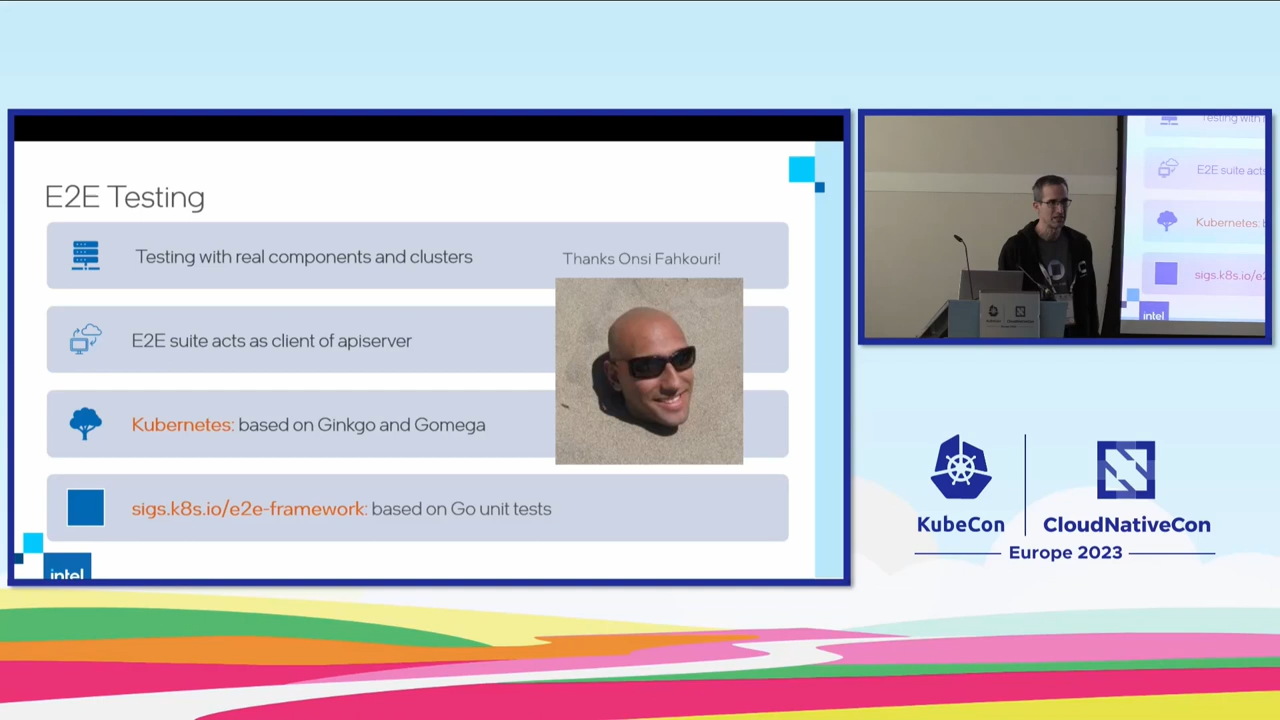 E2E Testing
Testing with real components and clusters
Thanks Onsi Fahkouri!
E2E suite acts as client of apiserver
Kubernetes: based on Ginkgo and Gomega
sigs.k8s.io/e2e-framework: based on Go unit tests
intel
Testing with
E2E suite acts
Kubernetes:
sigs.k8s.io/e2
intel
KubeCon
CloudNativeCon
Europe 2023